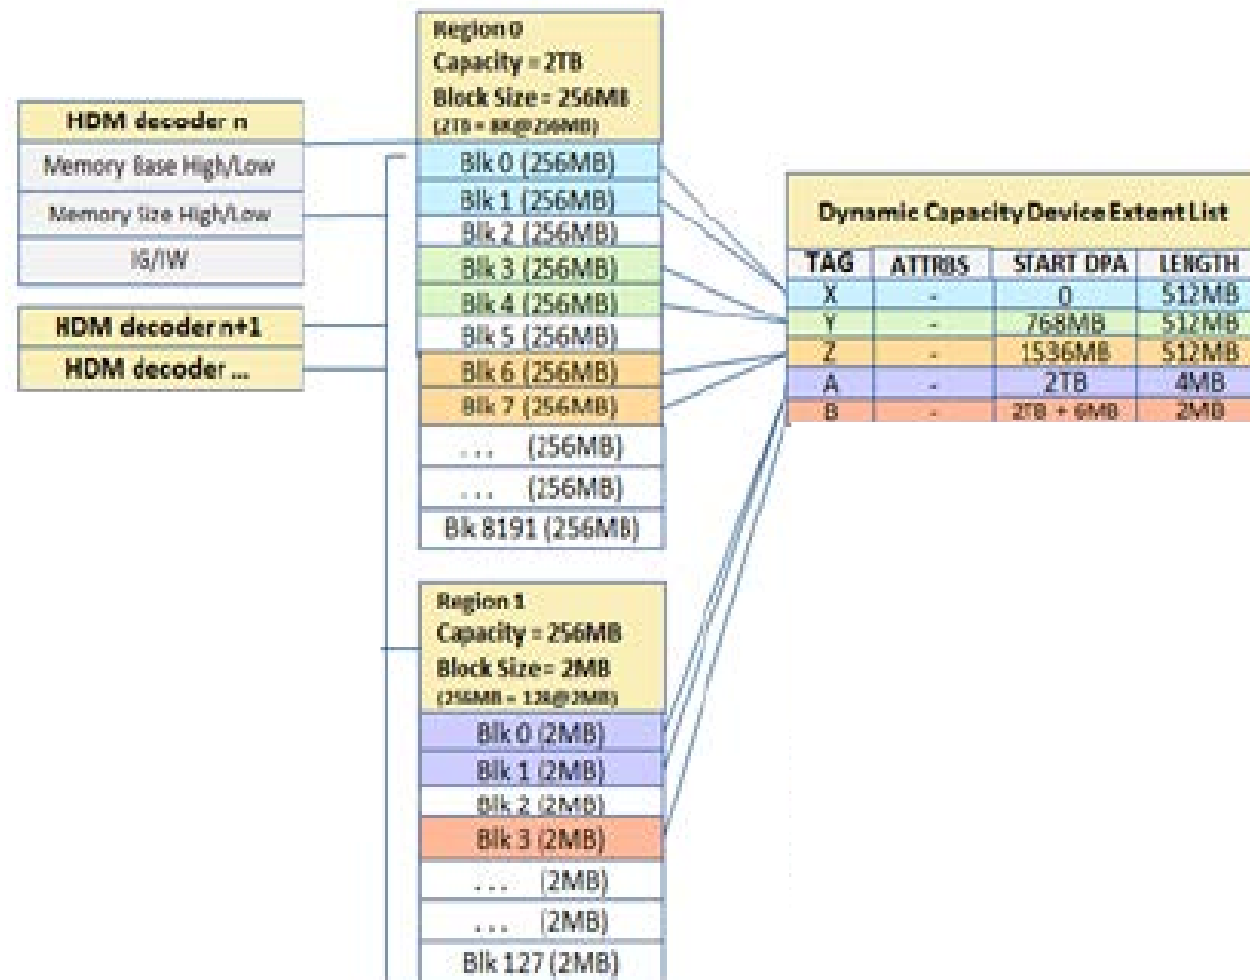 HDM decoder n
Memory Base High/Low
Memory Size High/Low
IG/IW
HDM decoder n+1
HDM decoder ...
Region 0
Capacity = 2TB
Block Size = 256MB
(2TB = 8K@256MB)
Blk 0 (256MB)
Blk 1 (256MB)
Blk 2 (256MB)
Blk 3 (256MB)
Blk 4 (256MB)
Blk 5 (256MB)
Blk 6 (256MB)
Blk 7 (256MB)
... (256MB)
... (256MB)
Blk 8191 (256MB)
Region 1
Capacity = 256MB
Block Size = 2MB
(256MB = 128@2MB)
Blk 0 (2MB)
Blk 1 (2MB)
Blk 2 (2MB)
Blk 3 (2MB)
... (2MB)
... (2MB)
Blk 127 (2MB)
Dynamic Capacity Device Extent List
TAG ATTRBS START DPA LENGTH
X - 0 512MB
Y - 768MB 512MB
Z - 1536MB 512MB
A - 2TB 4MB
B - 2TB + 6MB 2MB